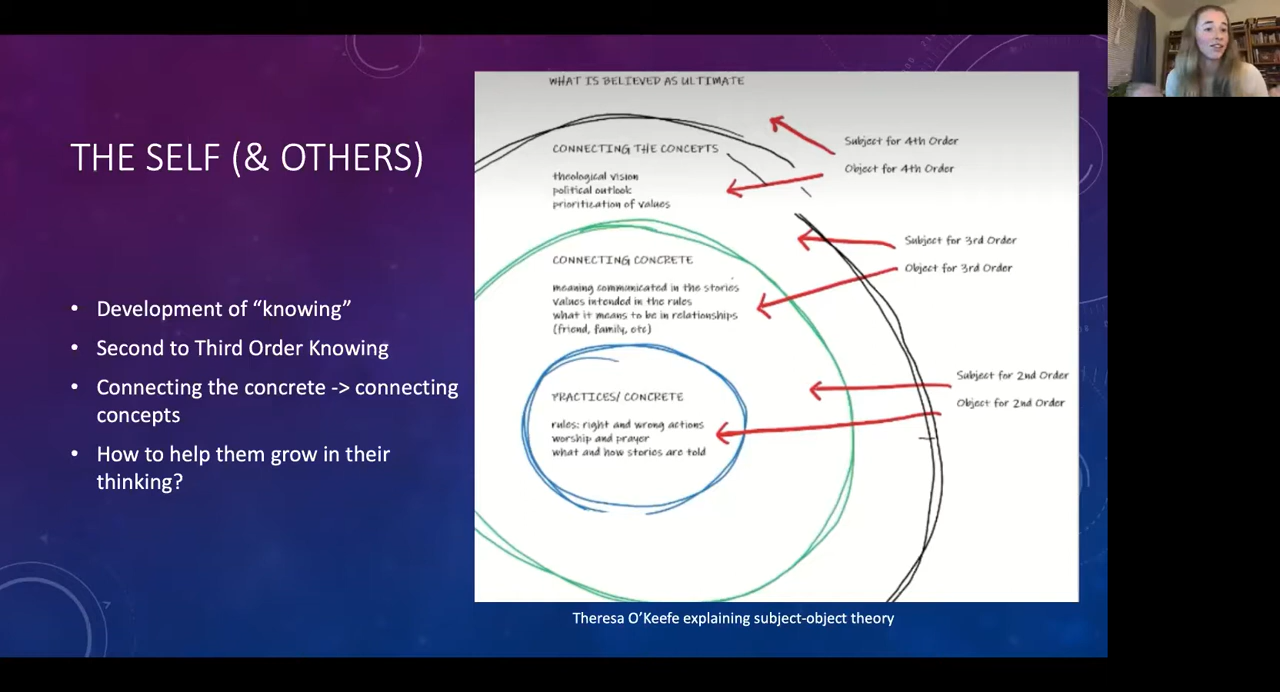 THE SELF (& OTHERS)
• Development of “knowing”
• Second to Third Order Knowing
• Connecting the concrete -> connecting
concepts
• How to help them grow in their
thinking?
WHAT IS BELIEVED AS ULTIMATE
CONNECTING THE CONCEPTS
theological vision
political outlook
prioritization of values
Subject for 4th Order
Object for 4th Order
CONNECTING CONCRETE
meaning communicated in the stories
values intended in the rules
what it means to be in relationships
(friend, family, etc)
Subject for 3rd Order
Object for 3rd Order
PRACTICES/ CONCRETE
rules: right and wrong actions
worship and prayer
what and how stories are told
Subject for 2nd Order
Object for 2nd Order
Theresa O’Keefe explaining subject-object theory